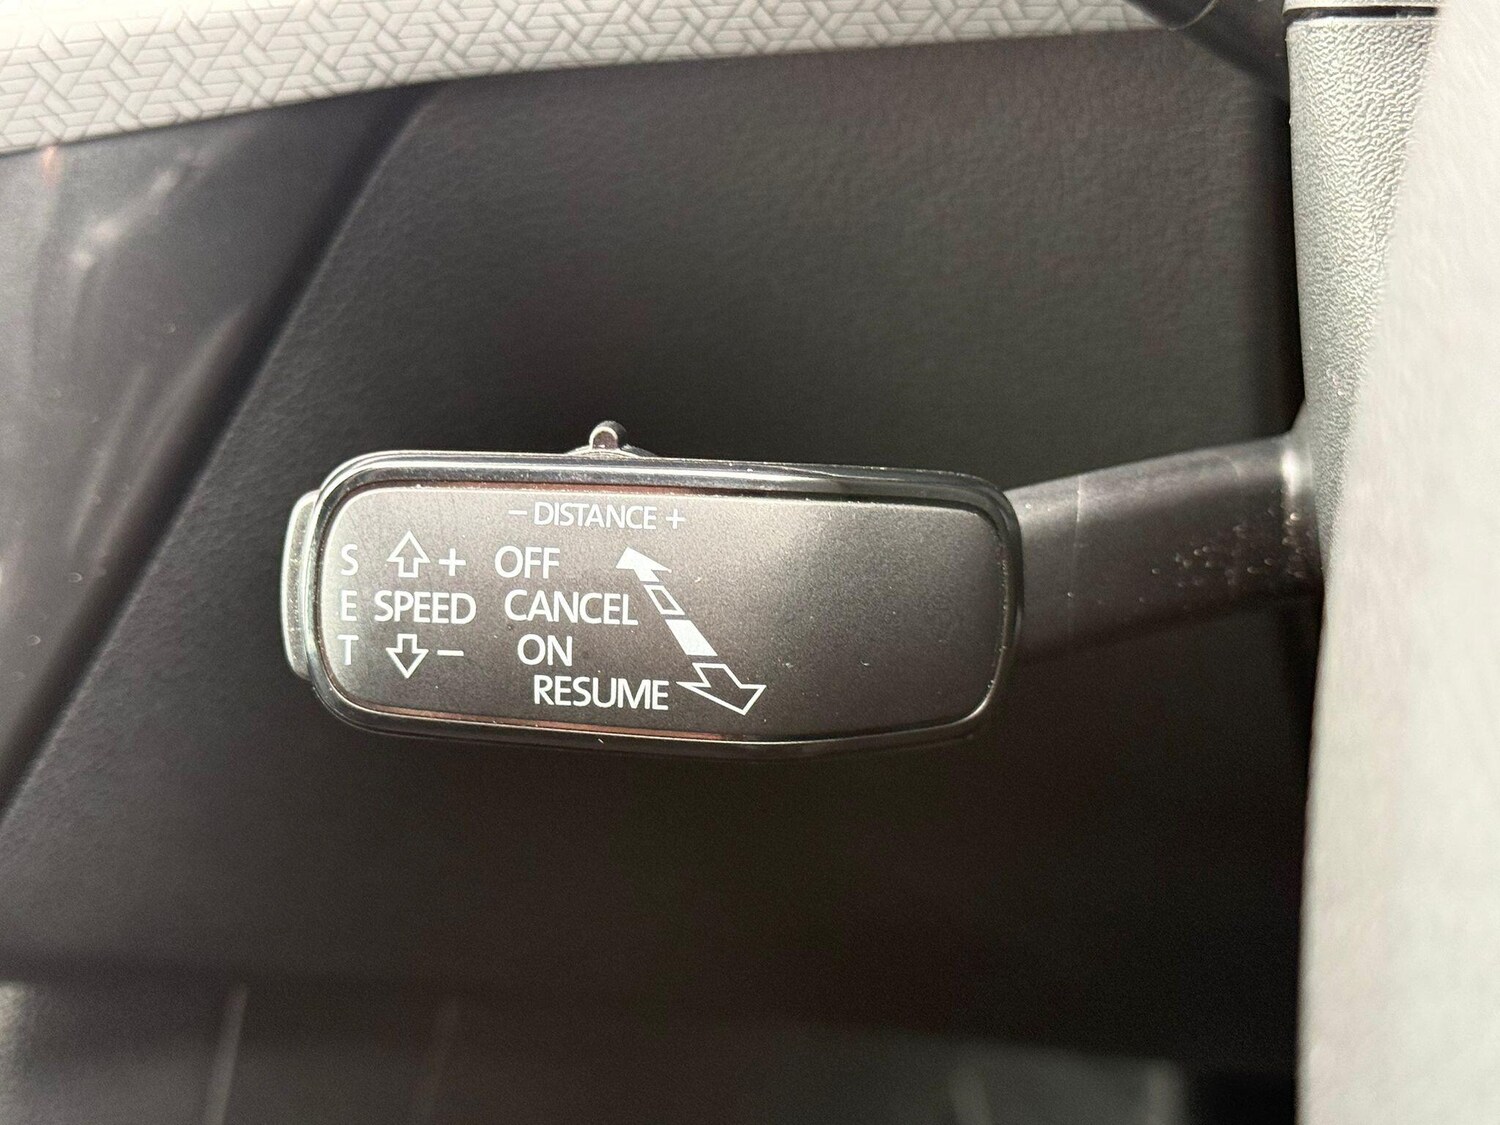 - DISTANCE +
S + OFF
E SPEED CANCEL
T - ON
RESUME